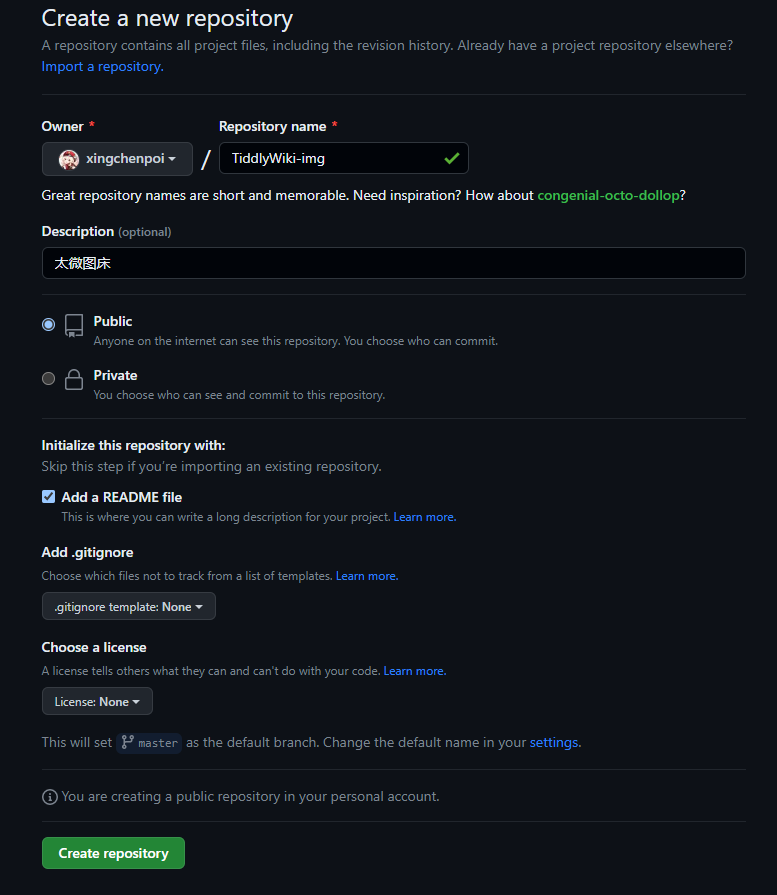 Create a new repository
A repository contains all project files, including the revision history. Already have a project repository elsewhere?
Import a repository.
Owner * Repository name *
xingchenpoi / TiddlyWiki-img
Great repository names are short and memorable. Need inspiration? How about congenial-octo-dollop?
Description (optional)
太微图床
Public
Anyone on the internet can see this repository. You choose who can commit.
Private
You choose who can see and commit to this repository.
Initialize this repository with:
Skip this step if you're importing an existing repository.
Add a README file
This is where you can write a long description for your project. Learn more.
Add .gitignore
Choose which files not to track from a list of templates. Learn more.
.gitignore template: None
Choose a license
A license tells others what they can and can't do with your code. Learn more.
License: None
This will set master as the default branch. Change the default name in your settings.
You are creating a public repository in your personal account.
Create repository